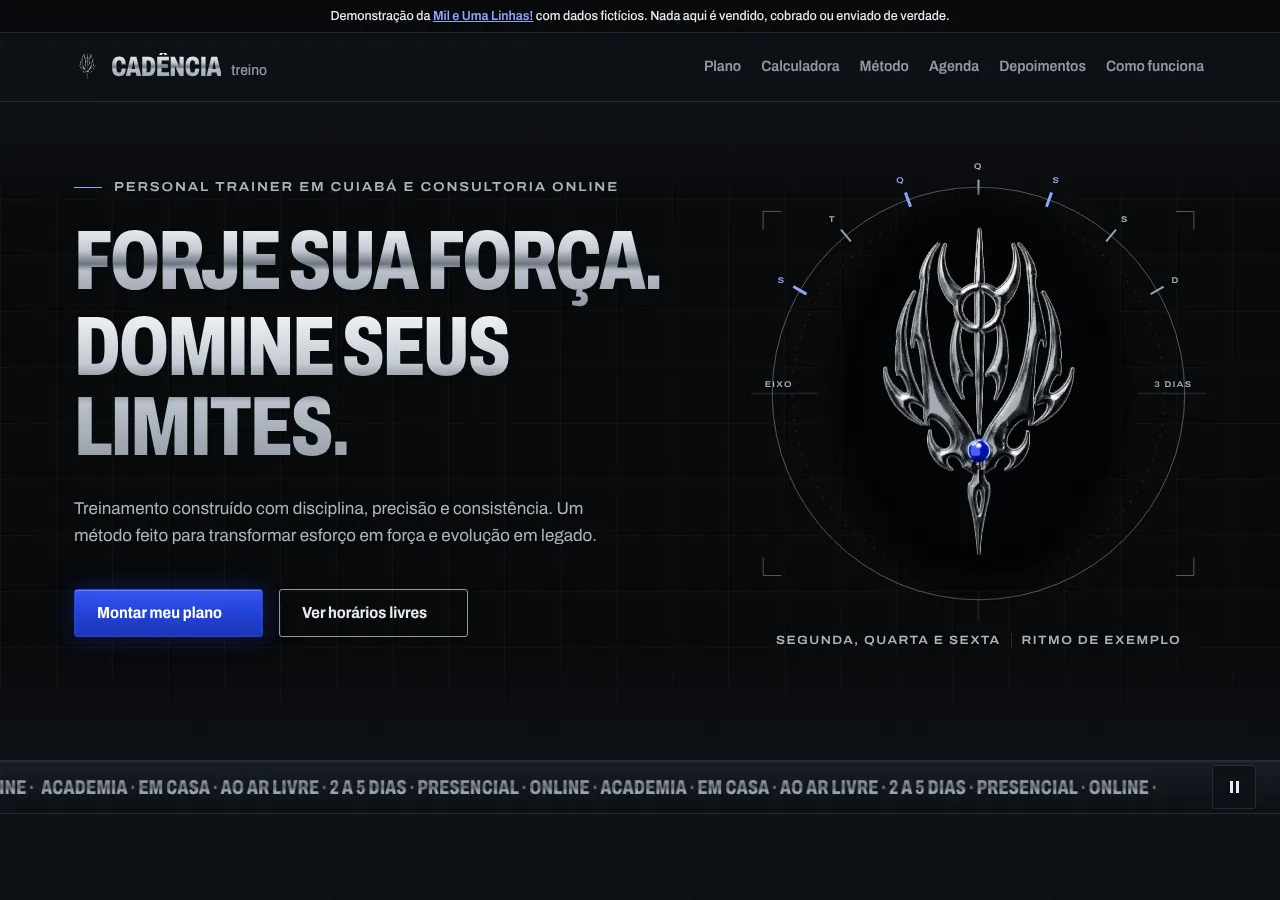 Demonstração da Mil e Uma Linhas! com dados fictícios. Nada aqui é vendido, cobrado ou enviado de verdade.
CADÊNCIA treino
Plano Calculadora Método Agenda Depoimentos Como funciona
PERSONAL TRAINER EM CUIABÁ E CONSULTORIA ONLINE
FORJE SUA FORÇA.
DOMINE SEUS
LIMITES.
Treinamento construído com disciplina, precisão e consistência. Um
método feito para transformar esforço em força e evolução em legado.
Montar meu plano
Ver horários livres
S T Q Q S S D
EIXO
3 DIAS
SEGUNDA, QUARTA E SEXTA
RITMO DE EXEMPLO
INE · ACADEMIA · EM CASA · AO AR LIVRE · 2 A 5 DIAS · PRESENCIAL · ONLINE · ACADEMIA · EM CASA · AO AR LIVRE · 2 A 5 DIAS · PRESENCIAL · ONLINE ·